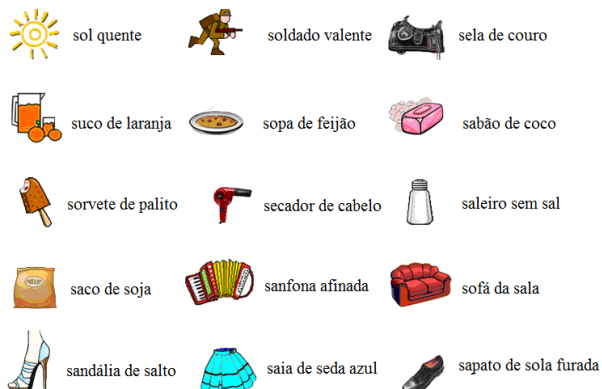 sol quente
soldado valente
sela de couro
suco de laranja
sopa de feijão
sabão de coco
sorvete de palito
secador de cabelo
saleiro sem sal
saco de soja
sanfona afinada
sofá da sala
sandália de salto
saia de seda azul
sapato de sola furada